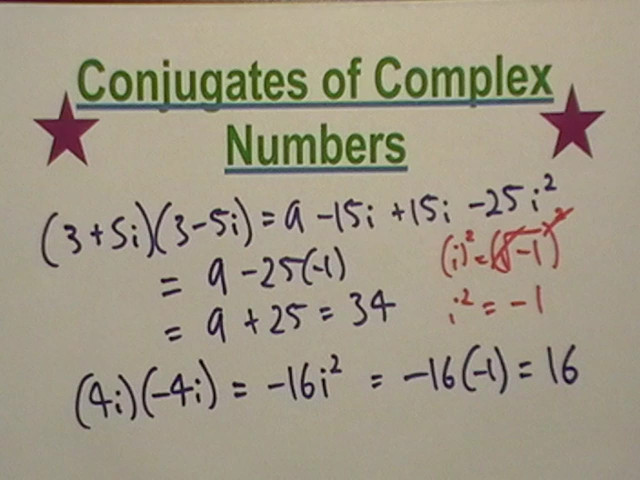 Conjugates of Complex
Numbers
(3+5i)(3-5i) = 9 -15i +15i -25i²
= 9 -25(-1)
(i)² = (√-1)²
= 9 + 25 = 34
i² = -1
(4i)(-4i) = -16i² = -16(-1) = 16